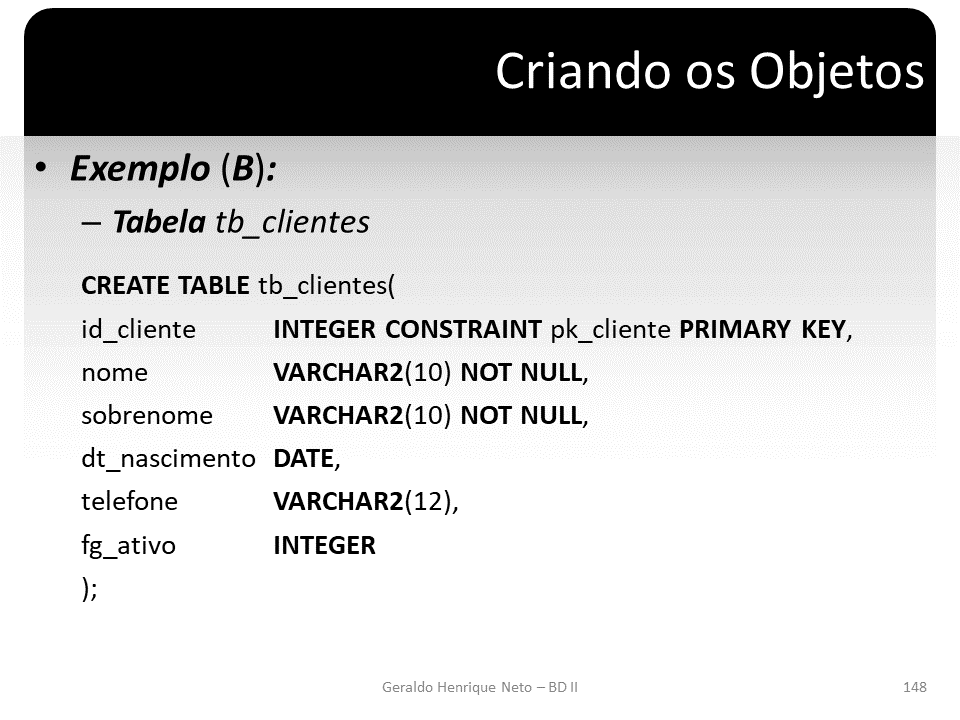 Criando os Objetos
• Exemplo (B):
– Tabela tb_clientes
CREATE TABLE tb_clientes(
id_cliente INTEGER CONSTRAINT pk_cliente PRIMARY KEY,
nome VARCHAR2(10) NOT NULL,
sobrenome VARCHAR2(10) NOT NULL,
dt_nascimento DATE,
telefone VARCHAR2(12),
fg_ativo INTEGER
);
Geraldo Henrique Neto – BD II 148